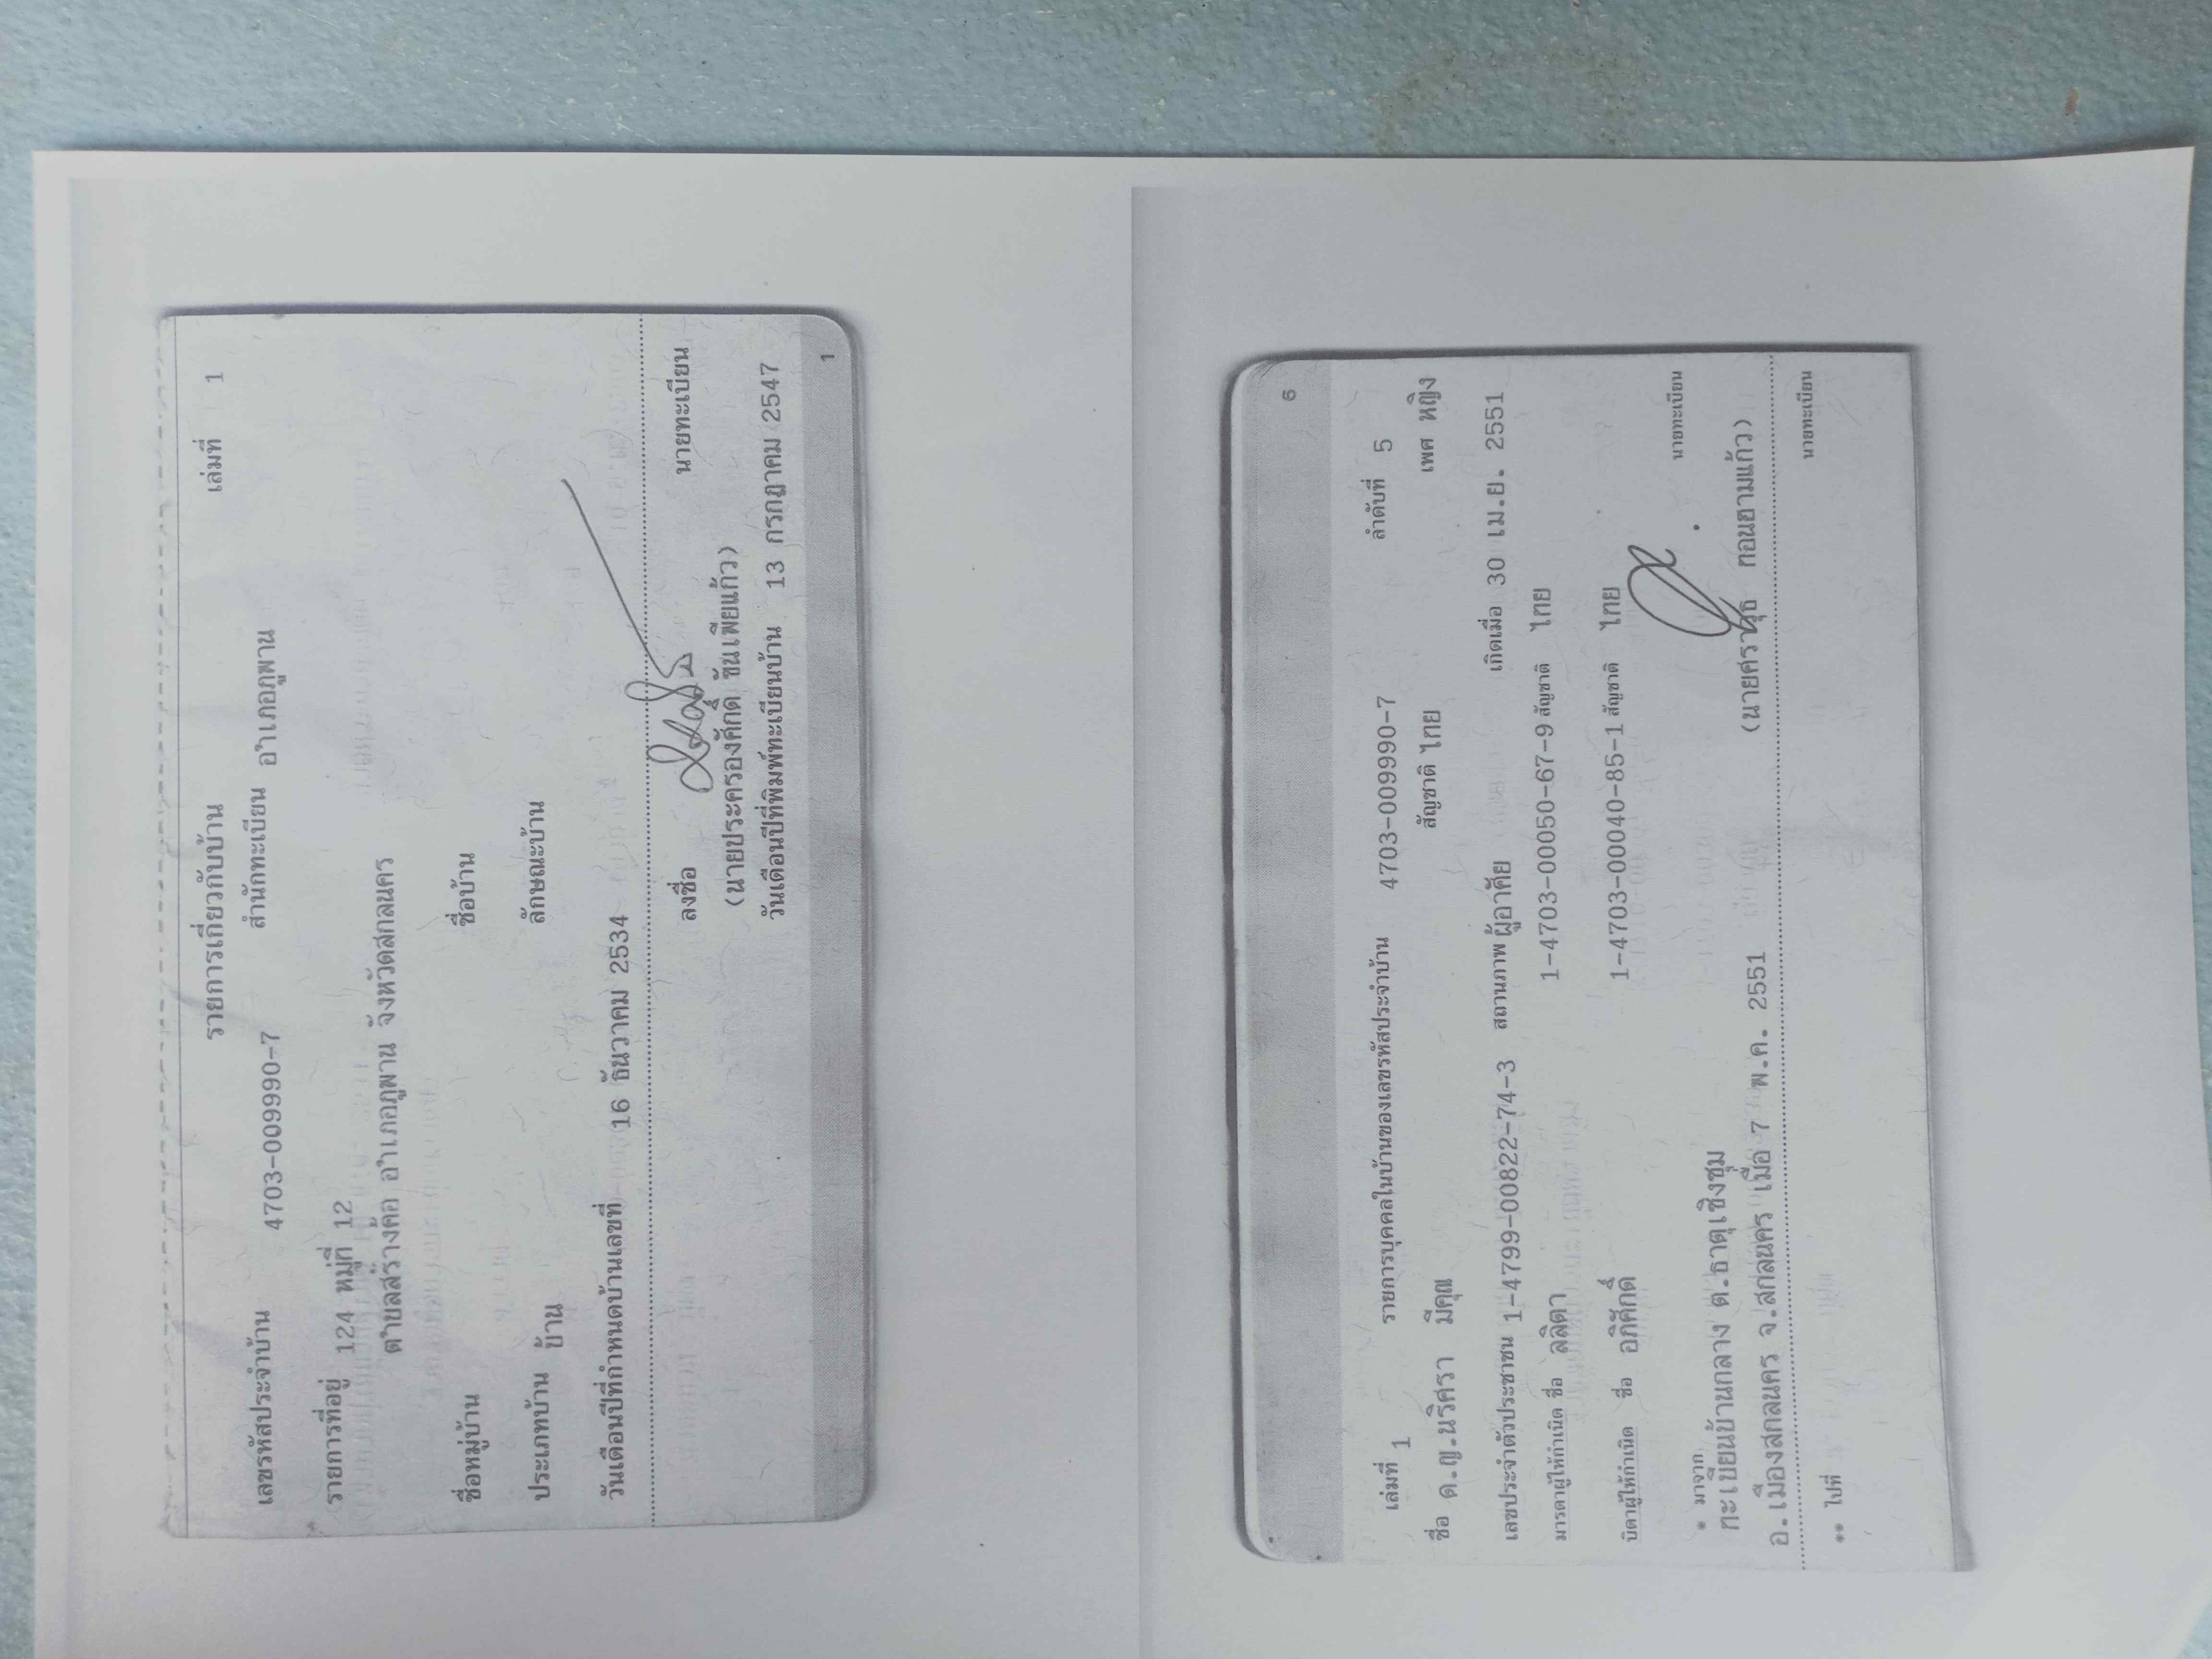 รายการเกี่ยวกับบ้าน เล่มที่ 1
เลขรหัสประจำบ้าน 4703-009990-7 สำนักทะเบียน อำเภอภูพาน
รายการที่อยู่ 124 หมู่ที่ 12
ตำบลสร้างค้อ อำเภอภูพาน จังหวัดสกลนคร
ชื่อหมู่บ้าน ชื่อบ้าน
ประเภทบ้าน บ้าน ลักษณะบ้าน
วันเดือนปีที่กำหนดบ้านเลขที่ 16 ธันวาคม 2534
ลงชื่อ นายทะเบียน
(นายประครองศักดิ์ ขันเพียแก้ว)
วันเดือนปีที่พิมพ์ทะเบียนบ้าน 13 กรกฎาคม 2547
1
6
เล่มที่ 1 รายการบุคคลในบ้านของเลขรหัสประจำบ้าน 4703-009990-7 ลำดับที่ 5
ชื่อ ด.ญ.นริศรา มีคุณ สัญชาติ ไทย เพศ หญิง
เลขประจำตัวประชาชน 1-4799-00822-74-3 สถานภาพ ผู้อาศัย เกิดเมื่อ 30 เม.ย. 2551
มารดาผู้ให้กำเนิด ชื่อ ลลิตา 1-4703-00050-67-9 สัญชาติ ไทย
บิดาผู้ให้กำเนิด ชื่อ อภิศักดิ์ 1-4703-00040-85-1 สัญชาติ ไทย
* มาจาก นายทะเบียน
ทะเบียนบ้านกลาง ต.ธาตุเชิงชุม
อ.เมืองสกลนคร จ.สกลนคร เมื่อ 7 พ.ค. 2551 (นายศราวุธ ทอนฮามแก้ว)
** ไปที่ นายทะเบียน